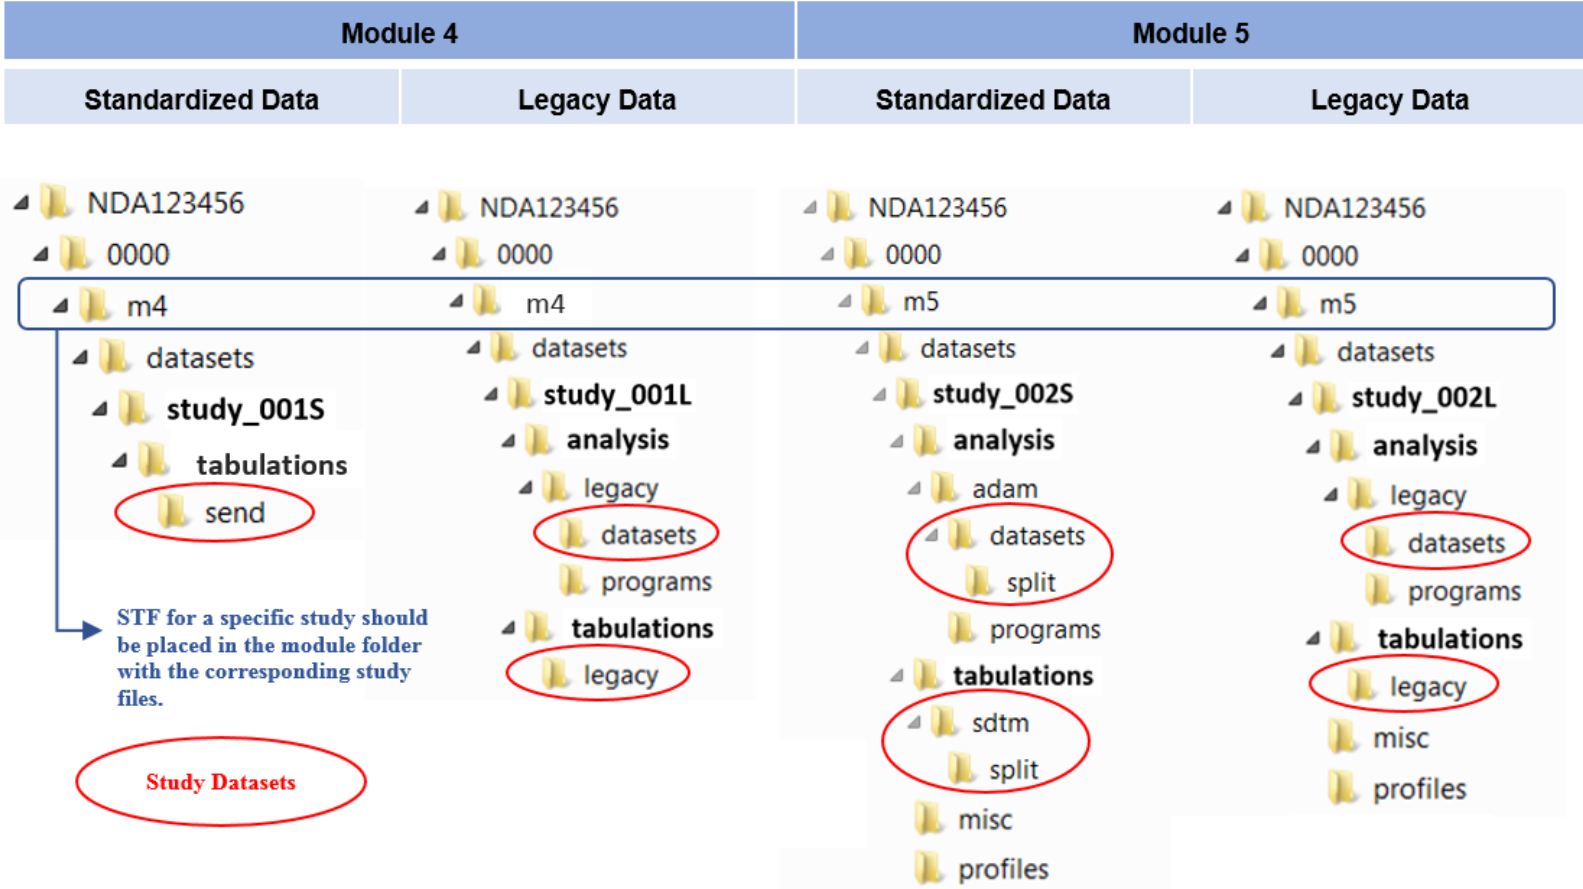 Module 4
Module 5
Standardized Data
Legacy Data
Standardized Data
Legacy Data
NDA123456
0000
m4
datasets
study_001S
tabulations
send
STF for a specific study should
be placed in the module folder
with the corresponding study
files.
Study Datasets
NDA123456
0000
m4
datasets
study_001L
analysis
legacy
datasets
programs
tabulations
legacy
NDA123456
0000
m5
datasets
study_002S
analysis
adam
datasets
split
programs
tabulations
sdtm
split
misc
profiles
NDA123456
0000
m5
datasets
study_002L
analysis
legacy
datasets
programs
tabulations
legacy
misc
profiles